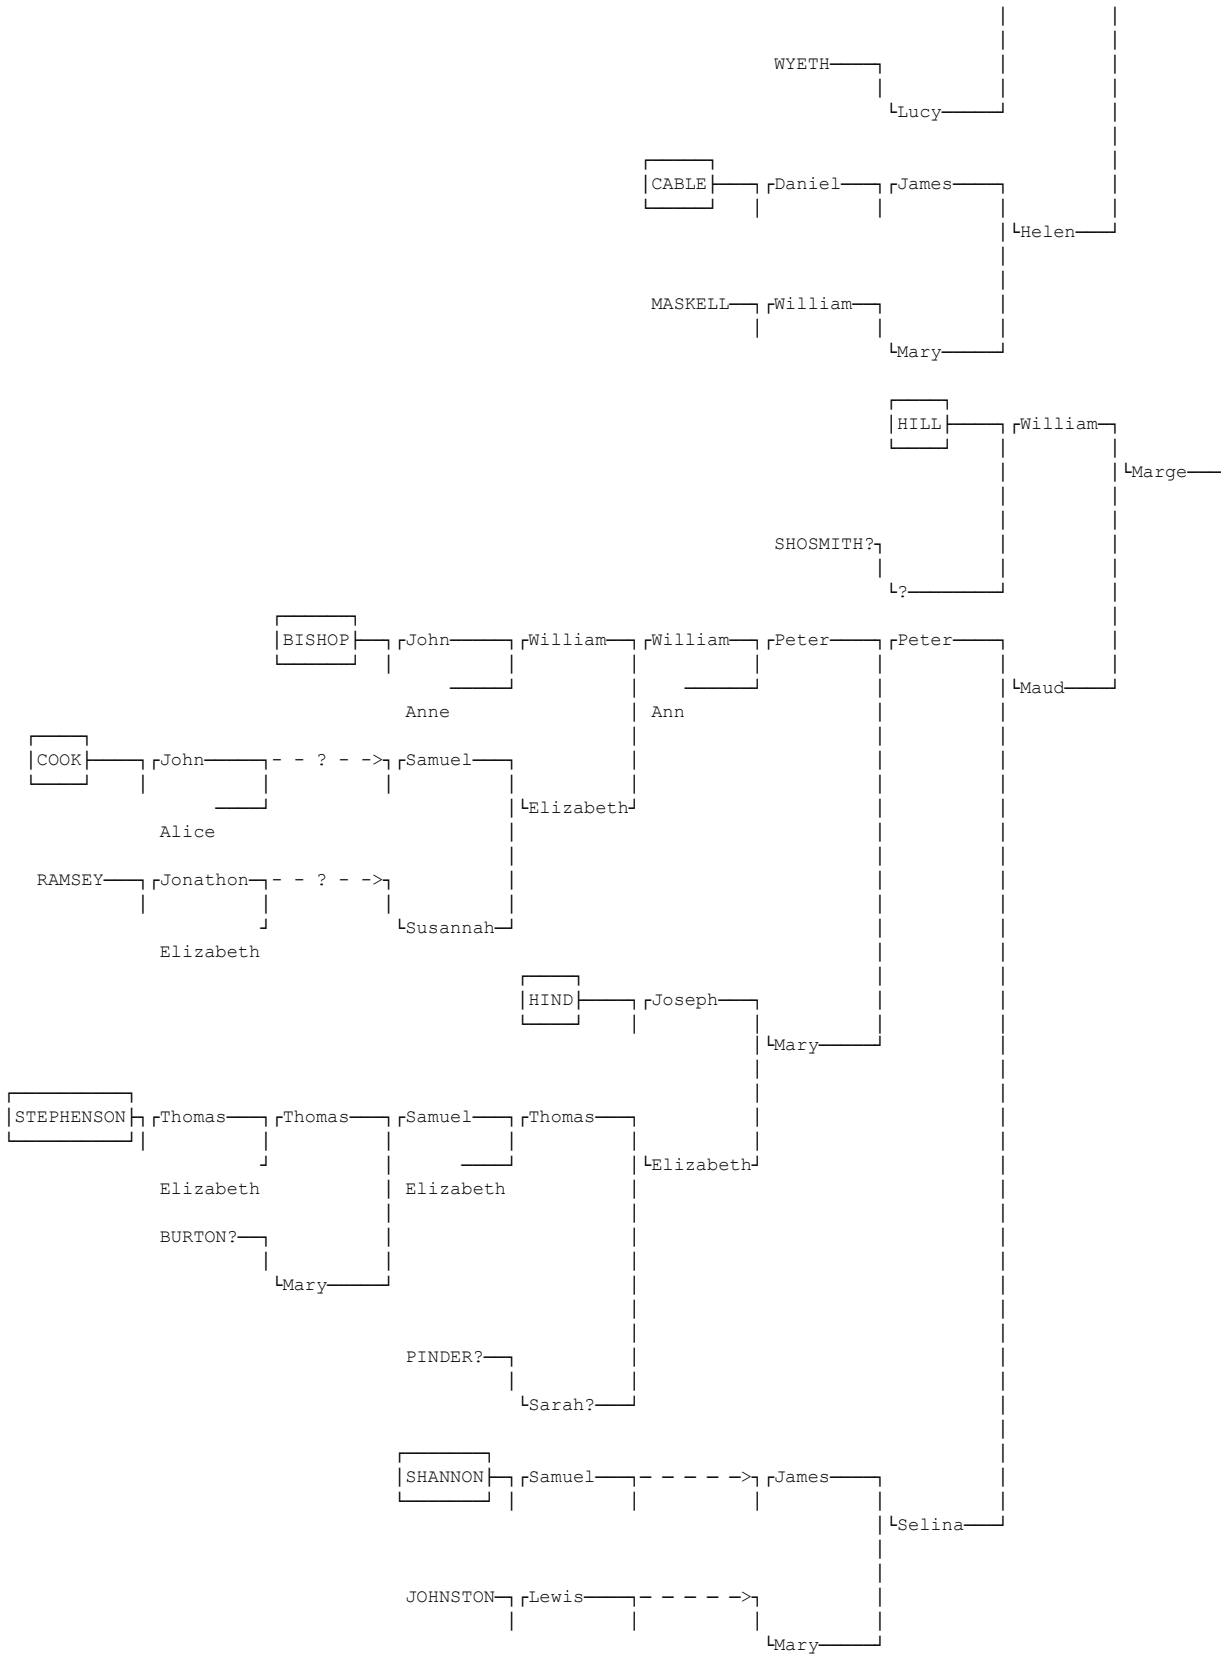 WYETH
Lucy
CABLE Daniel James
Helen
MASKELL William
Mary
HILL William
Marge
SHOSMITH?
?
BISHOP John William William Peter Peter
Maud
Anne Ann
COOK John - - ? - -> Samuel
Elizabeth
Alice
RAMSEY Jonathon - - ? - ->
Susannah
Elizabeth
HIND Joseph
Mary
STEPHENSON Thomas Thomas Samuel Thomas
Elizabeth
Elizabeth Elizabeth
BURTON?
Mary
PINDER?
Sarah?
SHANNON Samuel - - - - -> James
Selina
JOHNSTON Lewis - - - - ->
Mary